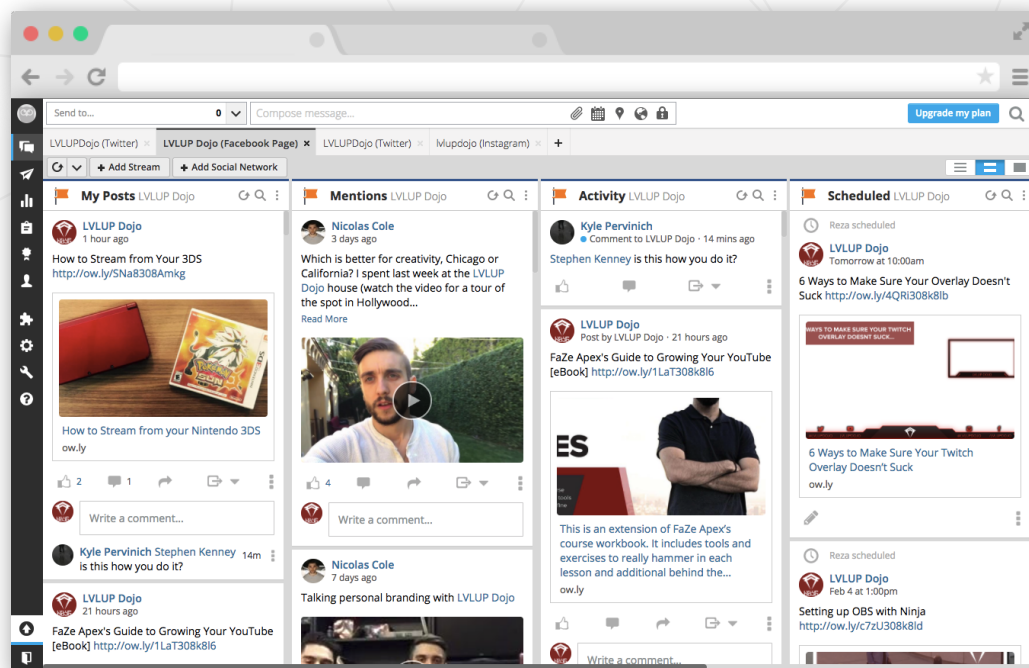 Send to...
0
Compose message...
Upgrade my plan
LVLUPDojo (Twitter)
LVLUP Dojo (Facebook Page)
LVLUPDojo (Twitter)
lvlupdojo (Instagram)
+ Add Stream
+ Add Social Network
My Posts LVLUP Dojo
LVLUP Dojo
1 hour ago
How to Stream from Your 3DS
http://ow.ly/SNa8308Amkg
POKÉMON
SUN
How to Stream from your Nintendo 3DS
ow.ly
2
1
Write a comment...
Kyle Pervinich Stephen Kenney 14m
is this how you do it?
LVLUP Dojo
21 hours ago
FaZe Apex's Guide to Growing Your YouTube
[eBook] http://ow.ly/1LaT308k8l6
Mentions LVLUP Dojo
Nicolas Cole
3 days ago
Which is better for creativity, Chicago or
California? I spent last week at the LVLUP
Dojo house (watch the video for a tour of
the spot in Hollywood...
Read More
4
Write a comment...
Nicolas Cole
7 days ago
Talking personal branding with LVLUP Dojo
Activity LVLUP Dojo
Kyle Pervinich
Comment to LVLUP Dojo · 14 mins ago
Stephen Kenney is this how you do it?
LVLUP Dojo
Post by LVLUP Dojo · 21 hours ago
FaZe Apex's Guide to Growing Your YouTube
[eBook] http://ow.ly/1LaT308k8l6
ES
This is an extension of FaZe Apex's
course workbook. It includes tools and
exercises to really hammer in each
lesson and additional behind the...
ow.ly
Write a comment...
Scheduled LVLUP Dojo
Reza scheduled
LVLUP Dojo
Tomorrow at 10:00am
6 Ways to Make Sure Your Overlay Doesn't
Suck http://ow.ly/4QRi308k8lb
WAYS TO MAKE SURE YOUR TWITCH
OVERLAY DOESNT SUCK...
6 Ways to Make Sure Your Twitch
Overlay Doesn't Suck
ow.ly
Reza scheduled
LVLUP Dojo
Feb 4 at 1:00pm
Setting up OBS with Ninja
http://ow.ly/c7zU308k8ld